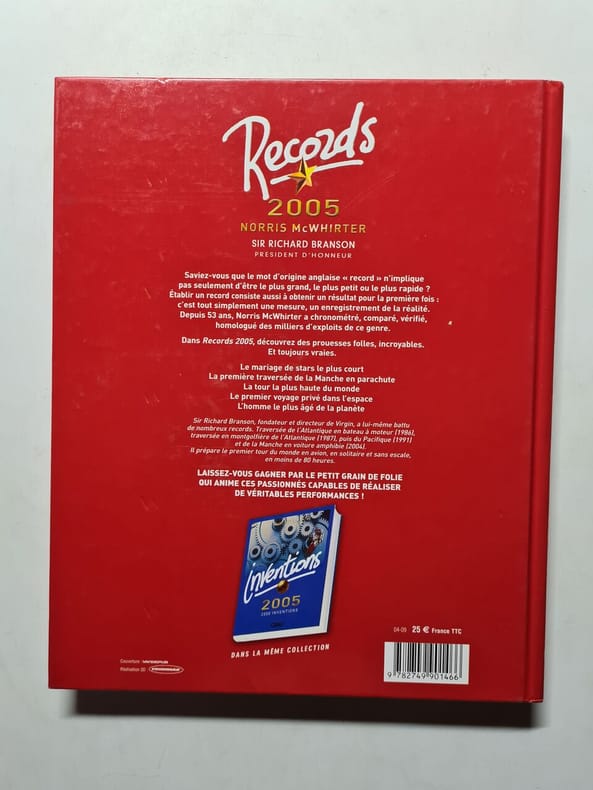 Records
2005
NORRIS McWHIRTER
SIR RICHARD BRANSON
PRÉSIDENT D'HONNEUR
Saviez-vous que le mot d'origine anglaise « record » n'implique
pas seulement d'être le plus grand, le plus petit ou le plus rapide ?
Établir un record consiste aussi à obtenir un résultat pour la première fois :
c'est tout simplement une mesure, un enregistrement de la réalité.
Depuis 53 ans, Norris McWhirter a chronométré, comparé, vérifié,
homologué des milliers d'exploits de ce genre.
Dans Records 2005, découvrez des prouesses folles, incroyables.
Et toujours vraies.
Le mariage de stars le plus court
La première traversée de la Manche en parachute
La tour la plus haute du monde
Le premier voyage privé dans l'espace
L'homme le plus âgé de la planète
Sir Richard Branson, fondateur et directeur de Virgin, a lui-même battu
de nombreux records. Traversée de l'Atlantique en bateau à moteur (1986),
traversée en montgolfière de l'Atlantique (1987), puis du Pacifique (1991)
et de la Manche en voiture amphibie (2004).
Il prépare le premier tour du monde en avion, en solitaire et sans escale,
en moins de 80 heures.
LAISSEZ-VOUS GAGNER PAR LE PETIT GRAIN DE FOLIE
QUI ANIME CES PASSIONNÉS CAPABLES DE RÉALISER
DE VÉRITABLES PERFORMANCES !
inventions
2005
2000 INVENTIONS
DANS LA MÊME COLLECTION
04-09 25 € France TTC
9 782749 901466
Couverture :
Réalisation 3D :